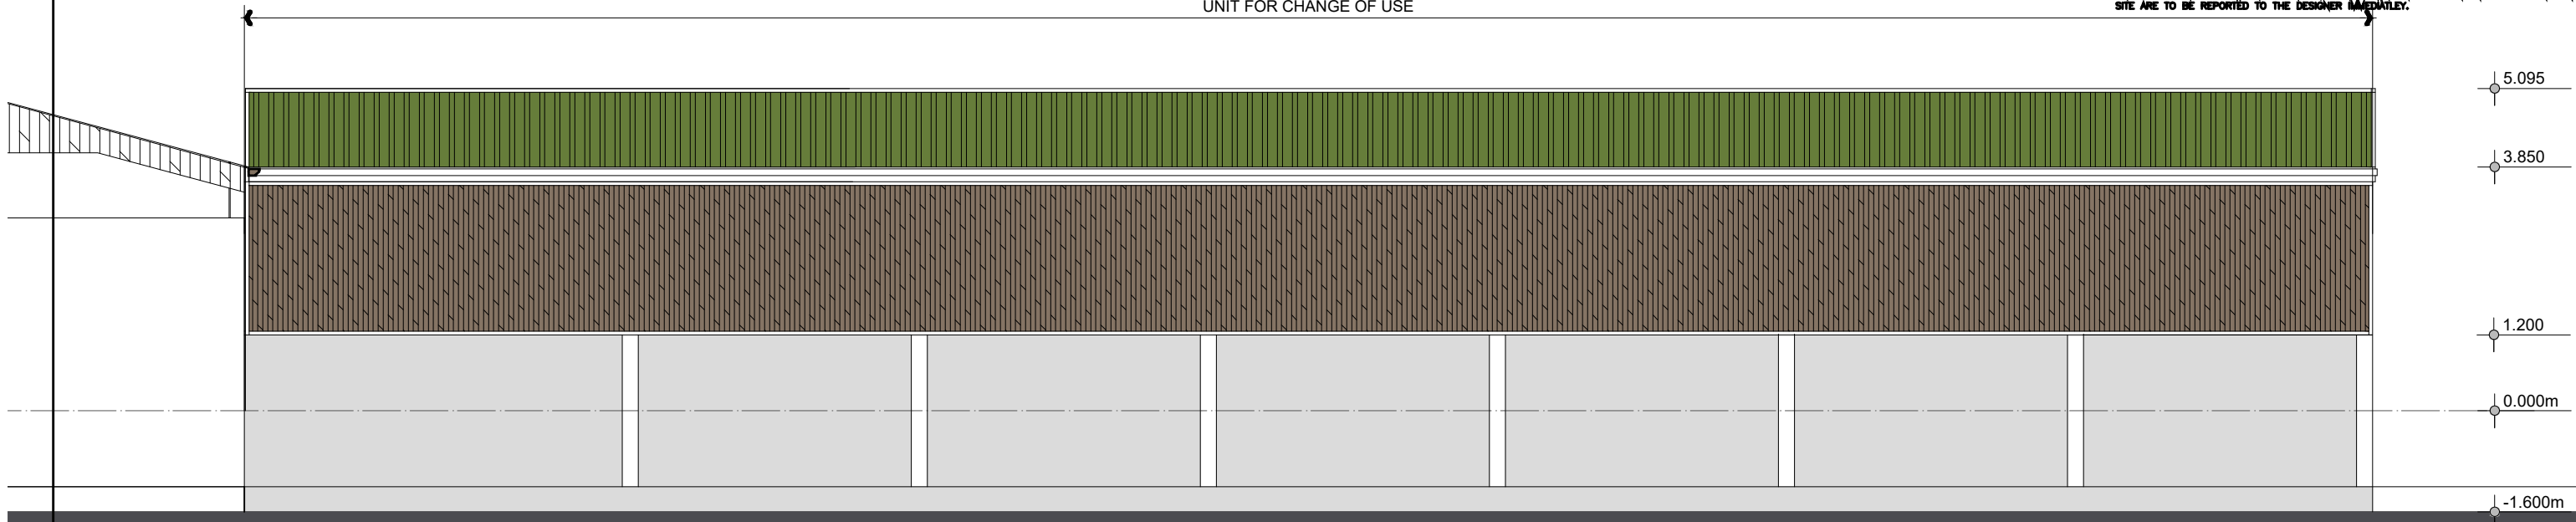 UNIT FOR CHANGE OF USE
SITE ARE TO BE REPORTED TO THE DESIGNER IMMEDIATLEY.
5.095
3.850
1.200
0.000m
-1.600m